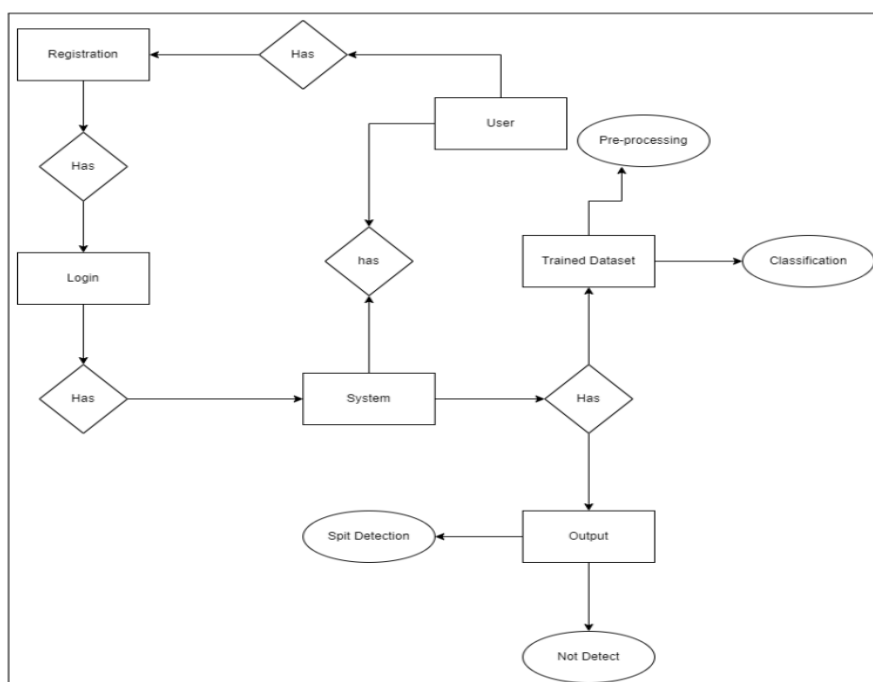 Has
Registration
User
Pre-processing
Has
has
Trained Dataset
Classification
Login
Has
System
Has
Spit Detection
Output
Not Detect